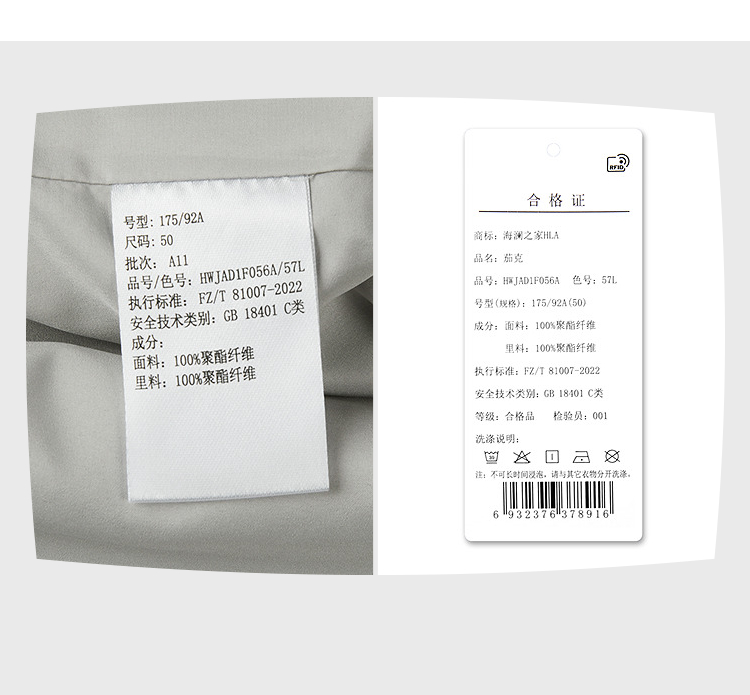 号型: 175/92A
尺码: 50
批次: A11
品号/色号: HWJAD1F056A/57L
执行标准: FZ/T 81007-2022
安全技术类别: GB 18401 C类
成分:
面料: 100%聚酯纤维
里料: 100%聚酯纤维
RFID
合格证
商标: 海澜之家HLA
品名: 茄克
品号: HWJAD1F056A 色号: 57L
号型(规格): 175/92A(50)
成分: 面料: 100%聚酯纤维
里料: 100%聚酯纤维
执行标准: FZ/T 81007-2022
安全技术类别: GB 18401 C类
等级: 合格品 检验员: 001
洗涤说明:
注: 不可长时间浸泡, 请与其它衣物分开洗涤。
6 932376 378916